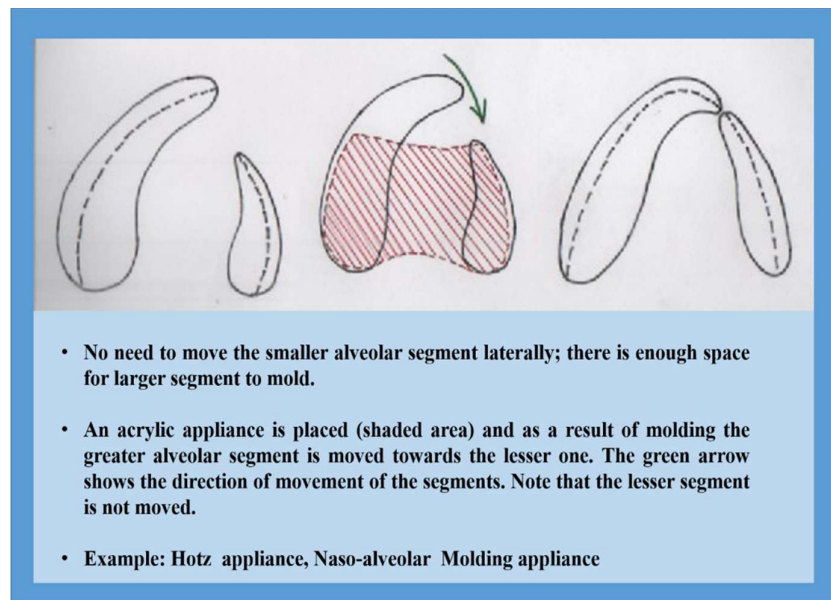 • No need to move the smaller alveolar segment laterally; there is enough space
for larger segment to mold.
• An acrylic appliance is placed (shaded area) and as a result of molding the
greater alveolar segment is moved towards the lesser one. The green arrow
shows the direction of movement of the segments. Note that the lesser segment
is not moved.
• Example: Hotz appliance, Naso-alveolar Molding appliance